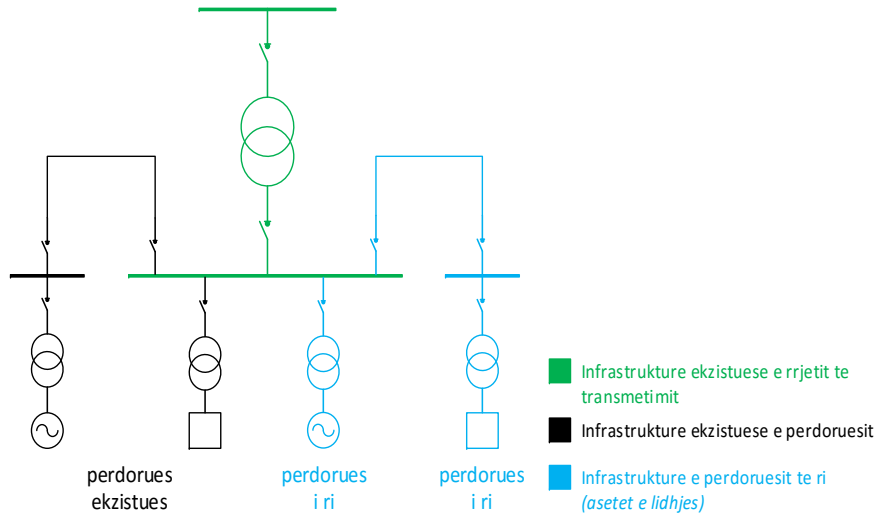 Infrastrukture ekzistuese e rrjetit te
transmetimit
Infrastrukture ekzistuese e perdoruesit
perdorues
ekzistues
perdorues
i ri
perdorues
i ri
Infrastrukture e perdoruesit te ri
(asetet e lidhjes)